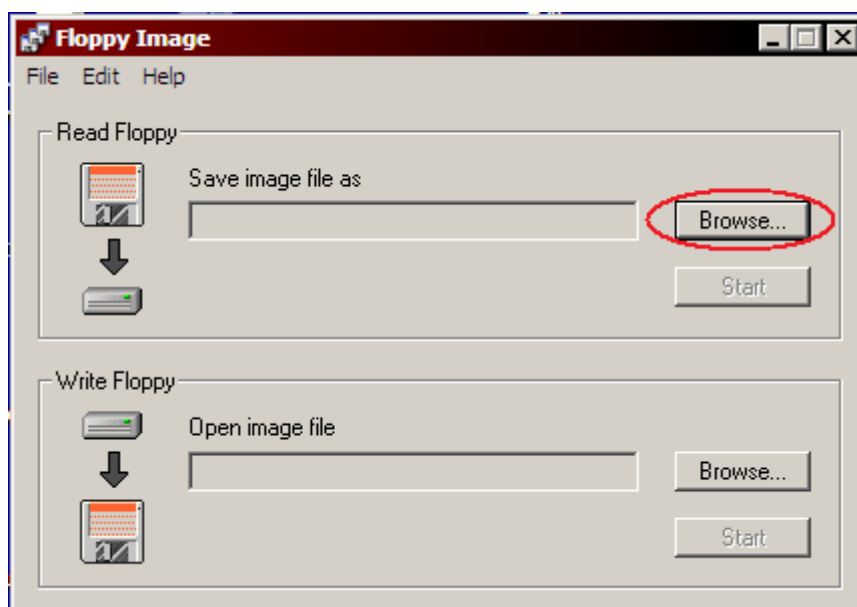 Floppy Image
File Edit Help
Read Floppy
Save image file as
Browse...
Start
Write Floppy
Open image file
Browse...
Start